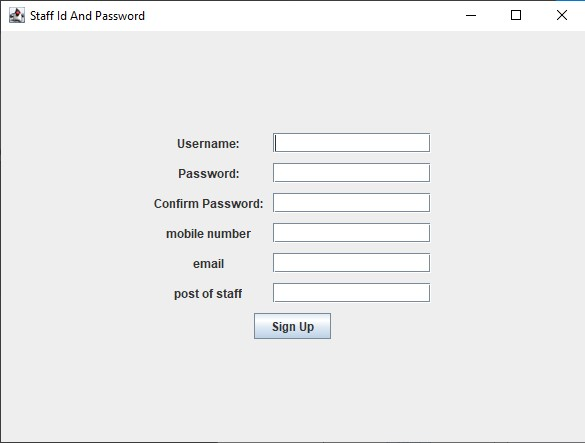 Staff Id And Password
Username:
Password:
Confirm Password:
mobile number
email
post of staff
Sign Up